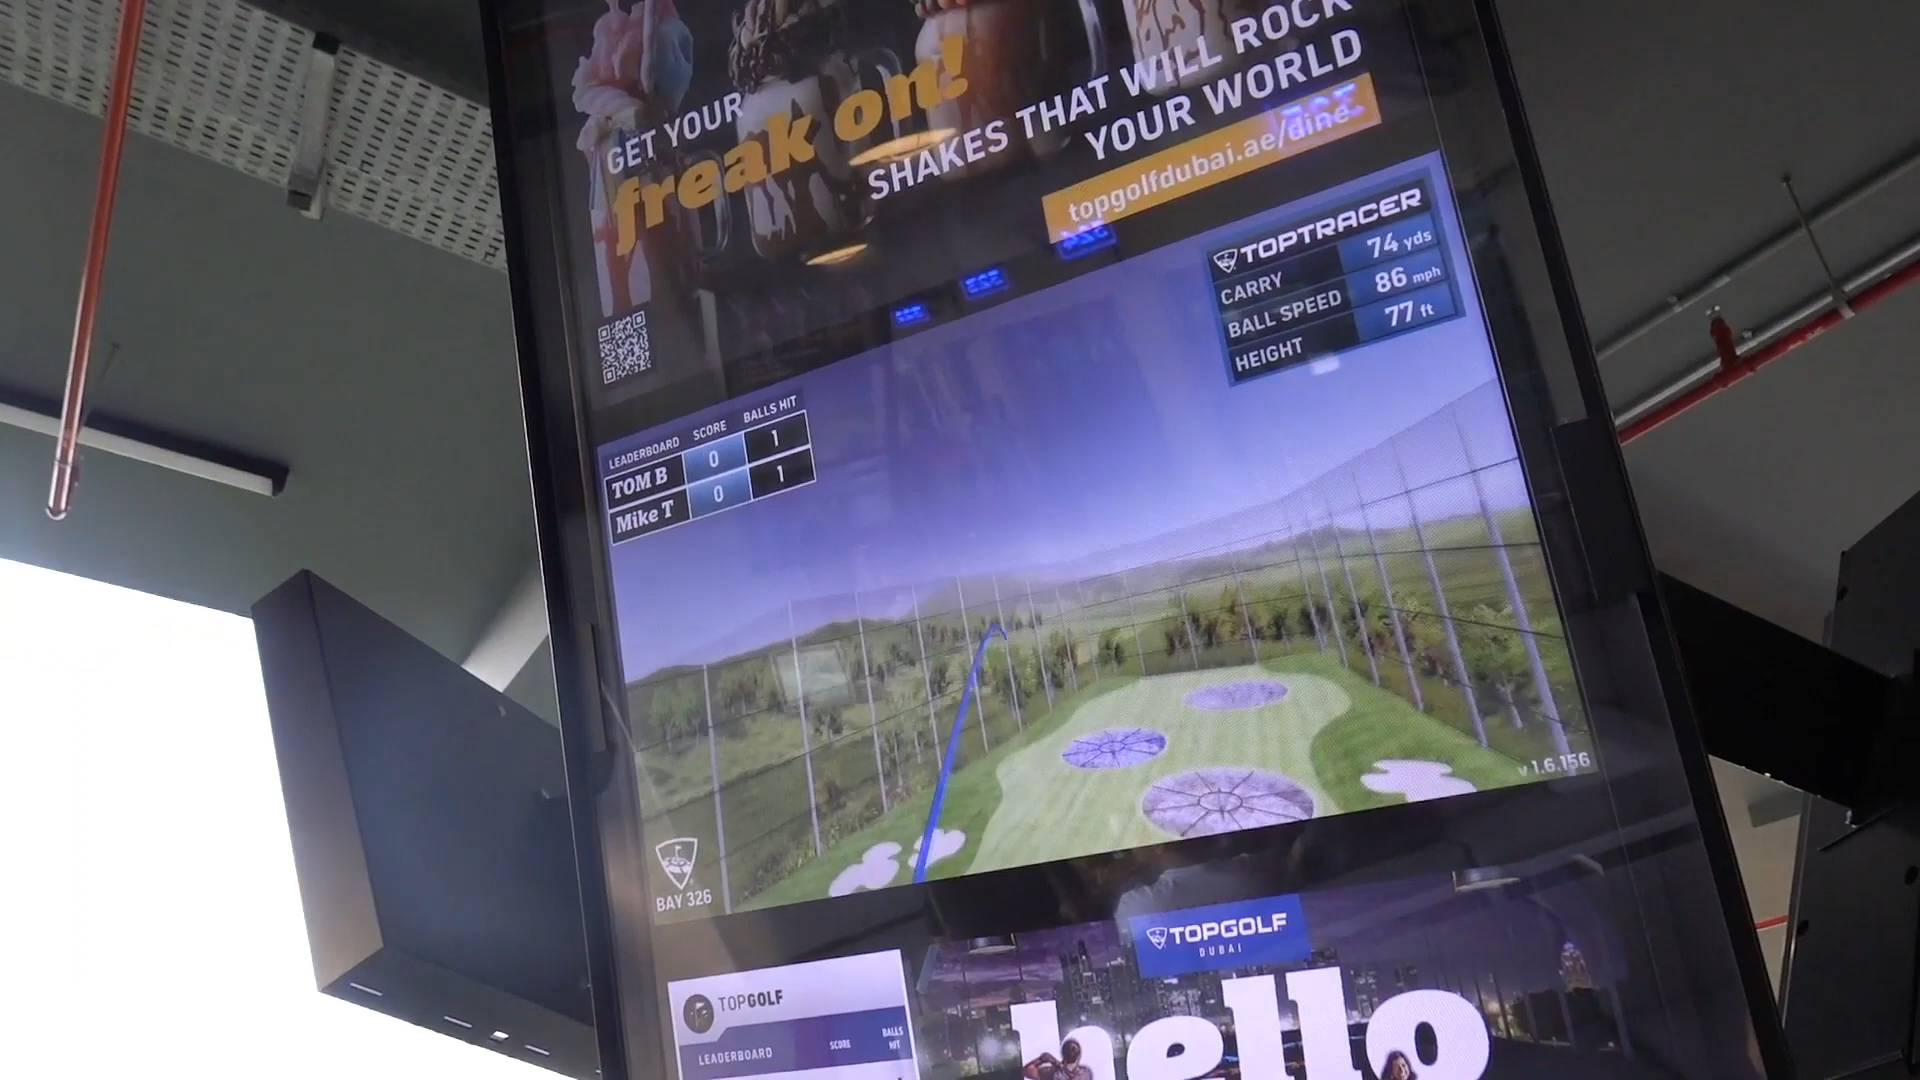 GET YOUR
freak on!
SHAKES THAT WILL ROCK
YOUR WORLD
topgolfdubai.ae/dine
TOPTRACER
CARRY 74 yds
BALL SPEED 86 mph
HEIGHT 77 ft
LEADERBOARD SCORE BALLS HIT
TOM B 0 1
Mike T 0 1
v 1.6.156
BAY 326
TOPGOLF
DUBAI
hello
TOPGOLF
LEADERBOARD SCORE BALLS HIT